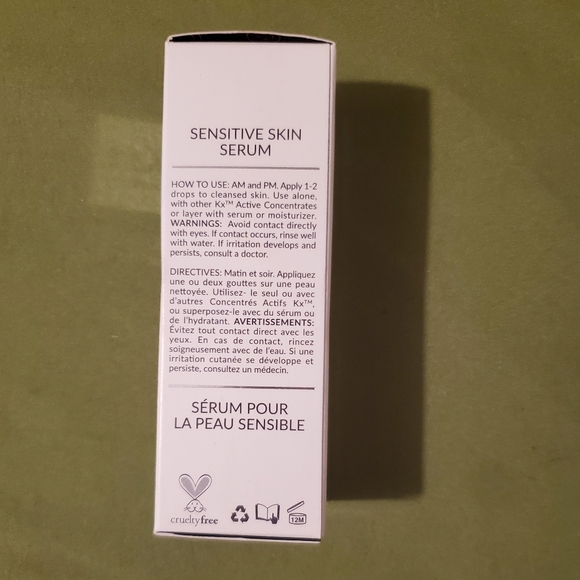 SENSITIVE SKIN
SERUM
HOW TO USE: AM and PM. Apply 1-2
drops to cleansed skin. Use alone,
with other Kx™ Active Concentrates
or layer with serum or moisturizer.
WARNINGS: Avoid contact directly
with eyes. If contact occurs, rinse well
with water. If irritation develops and
persists, consult a doctor.
DIRECTIVES: Matin et soir. Appliquez
une ou deux gouttes sur une peau
nettoyée. Utilisez- le seul ou avec
d'autres Concentrés Actifs Kx™,
ou superposez-le avec du sérum ou
de l'hydratant. AVERTISSEMENTS:
Évitez tout contact direct avec les
yeux. En cas de contact, rincez
soigneusement avec de l'eau. Si une
irritation cutanée se développe et
persiste, consultez un médecin.
SÉRUM POUR
LA PEAU SENSIBLE
crueltyfree
12M